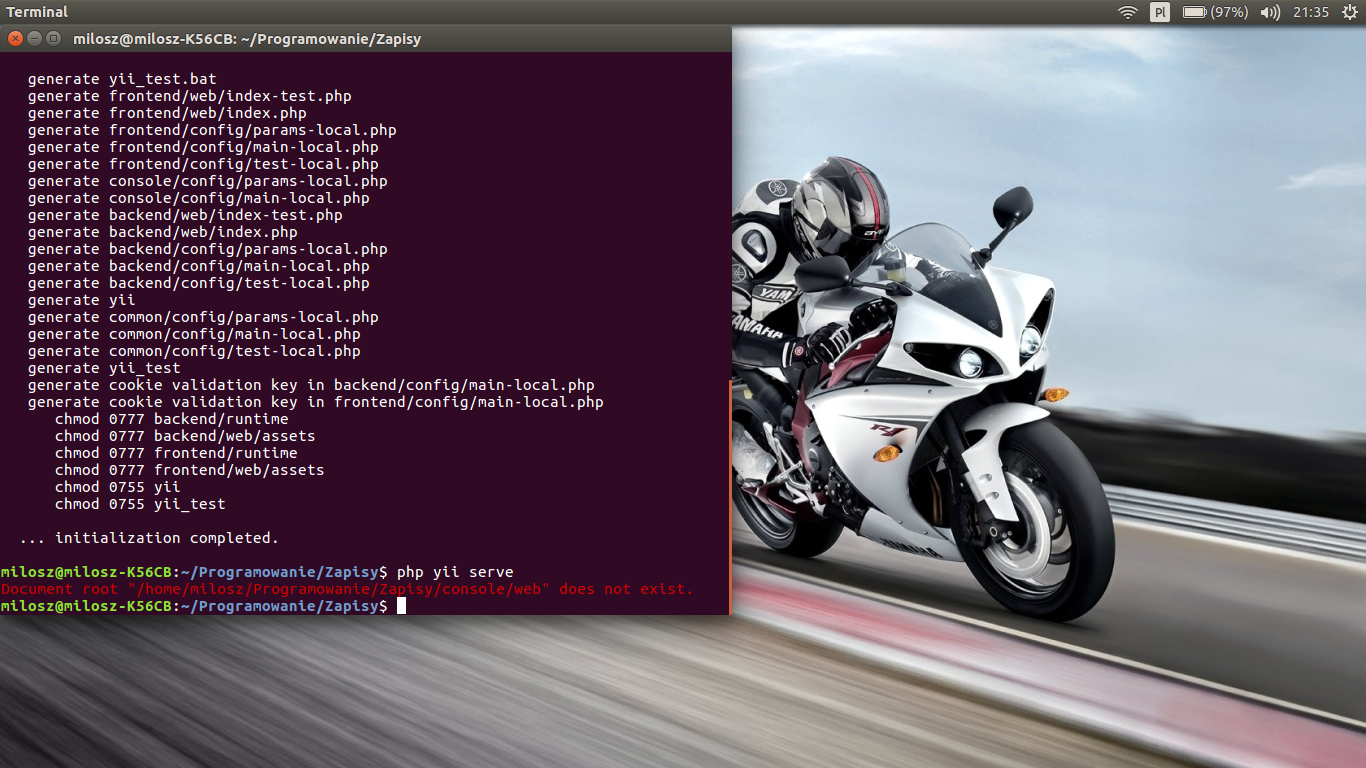 Terminal
Pl (97%) 21:35
milosz@milosz-K56CB: ~/Programowanie/Zapisy
generate yii_test.bat
generate frontend/web/index-test.php
generate frontend/web/index.php
generate frontend/config/params-local.php
generate frontend/config/main-local.php
generate frontend/config/test-local.php
generate console/config/params-local.php
generate console/config/main-local.php
generate backend/web/index-test.php
generate backend/web/index.php
generate backend/config/params-local.php
generate backend/config/main-local.php
generate backend/config/test-local.php
generate yii
generate common/config/params-local.php
generate common/config/main-local.php
generate common/config/test-local.php
generate yii_test
generate cookie validation key in backend/config/main-local.php
generate cookie validation key in frontend/config/main-local.php
chmod 0777 backend/runtime
chmod 0777 backend/web/assets
chmod 0777 frontend/runtime
chmod 0777 frontend/web/assets
chmod 0755 yii
chmod 0755 yii_test
... initialization completed.
milosz@milosz-K56CB:~/Programowanie/Zapisy$ php yii serve
Document root "/home/milosz/Programowanie/Zapisy/console/web" does not exist.
milosz@milosz-K56CB:~/Programowanie/Zapisy$
YAM
YAMAHA
R1
YAMAHA